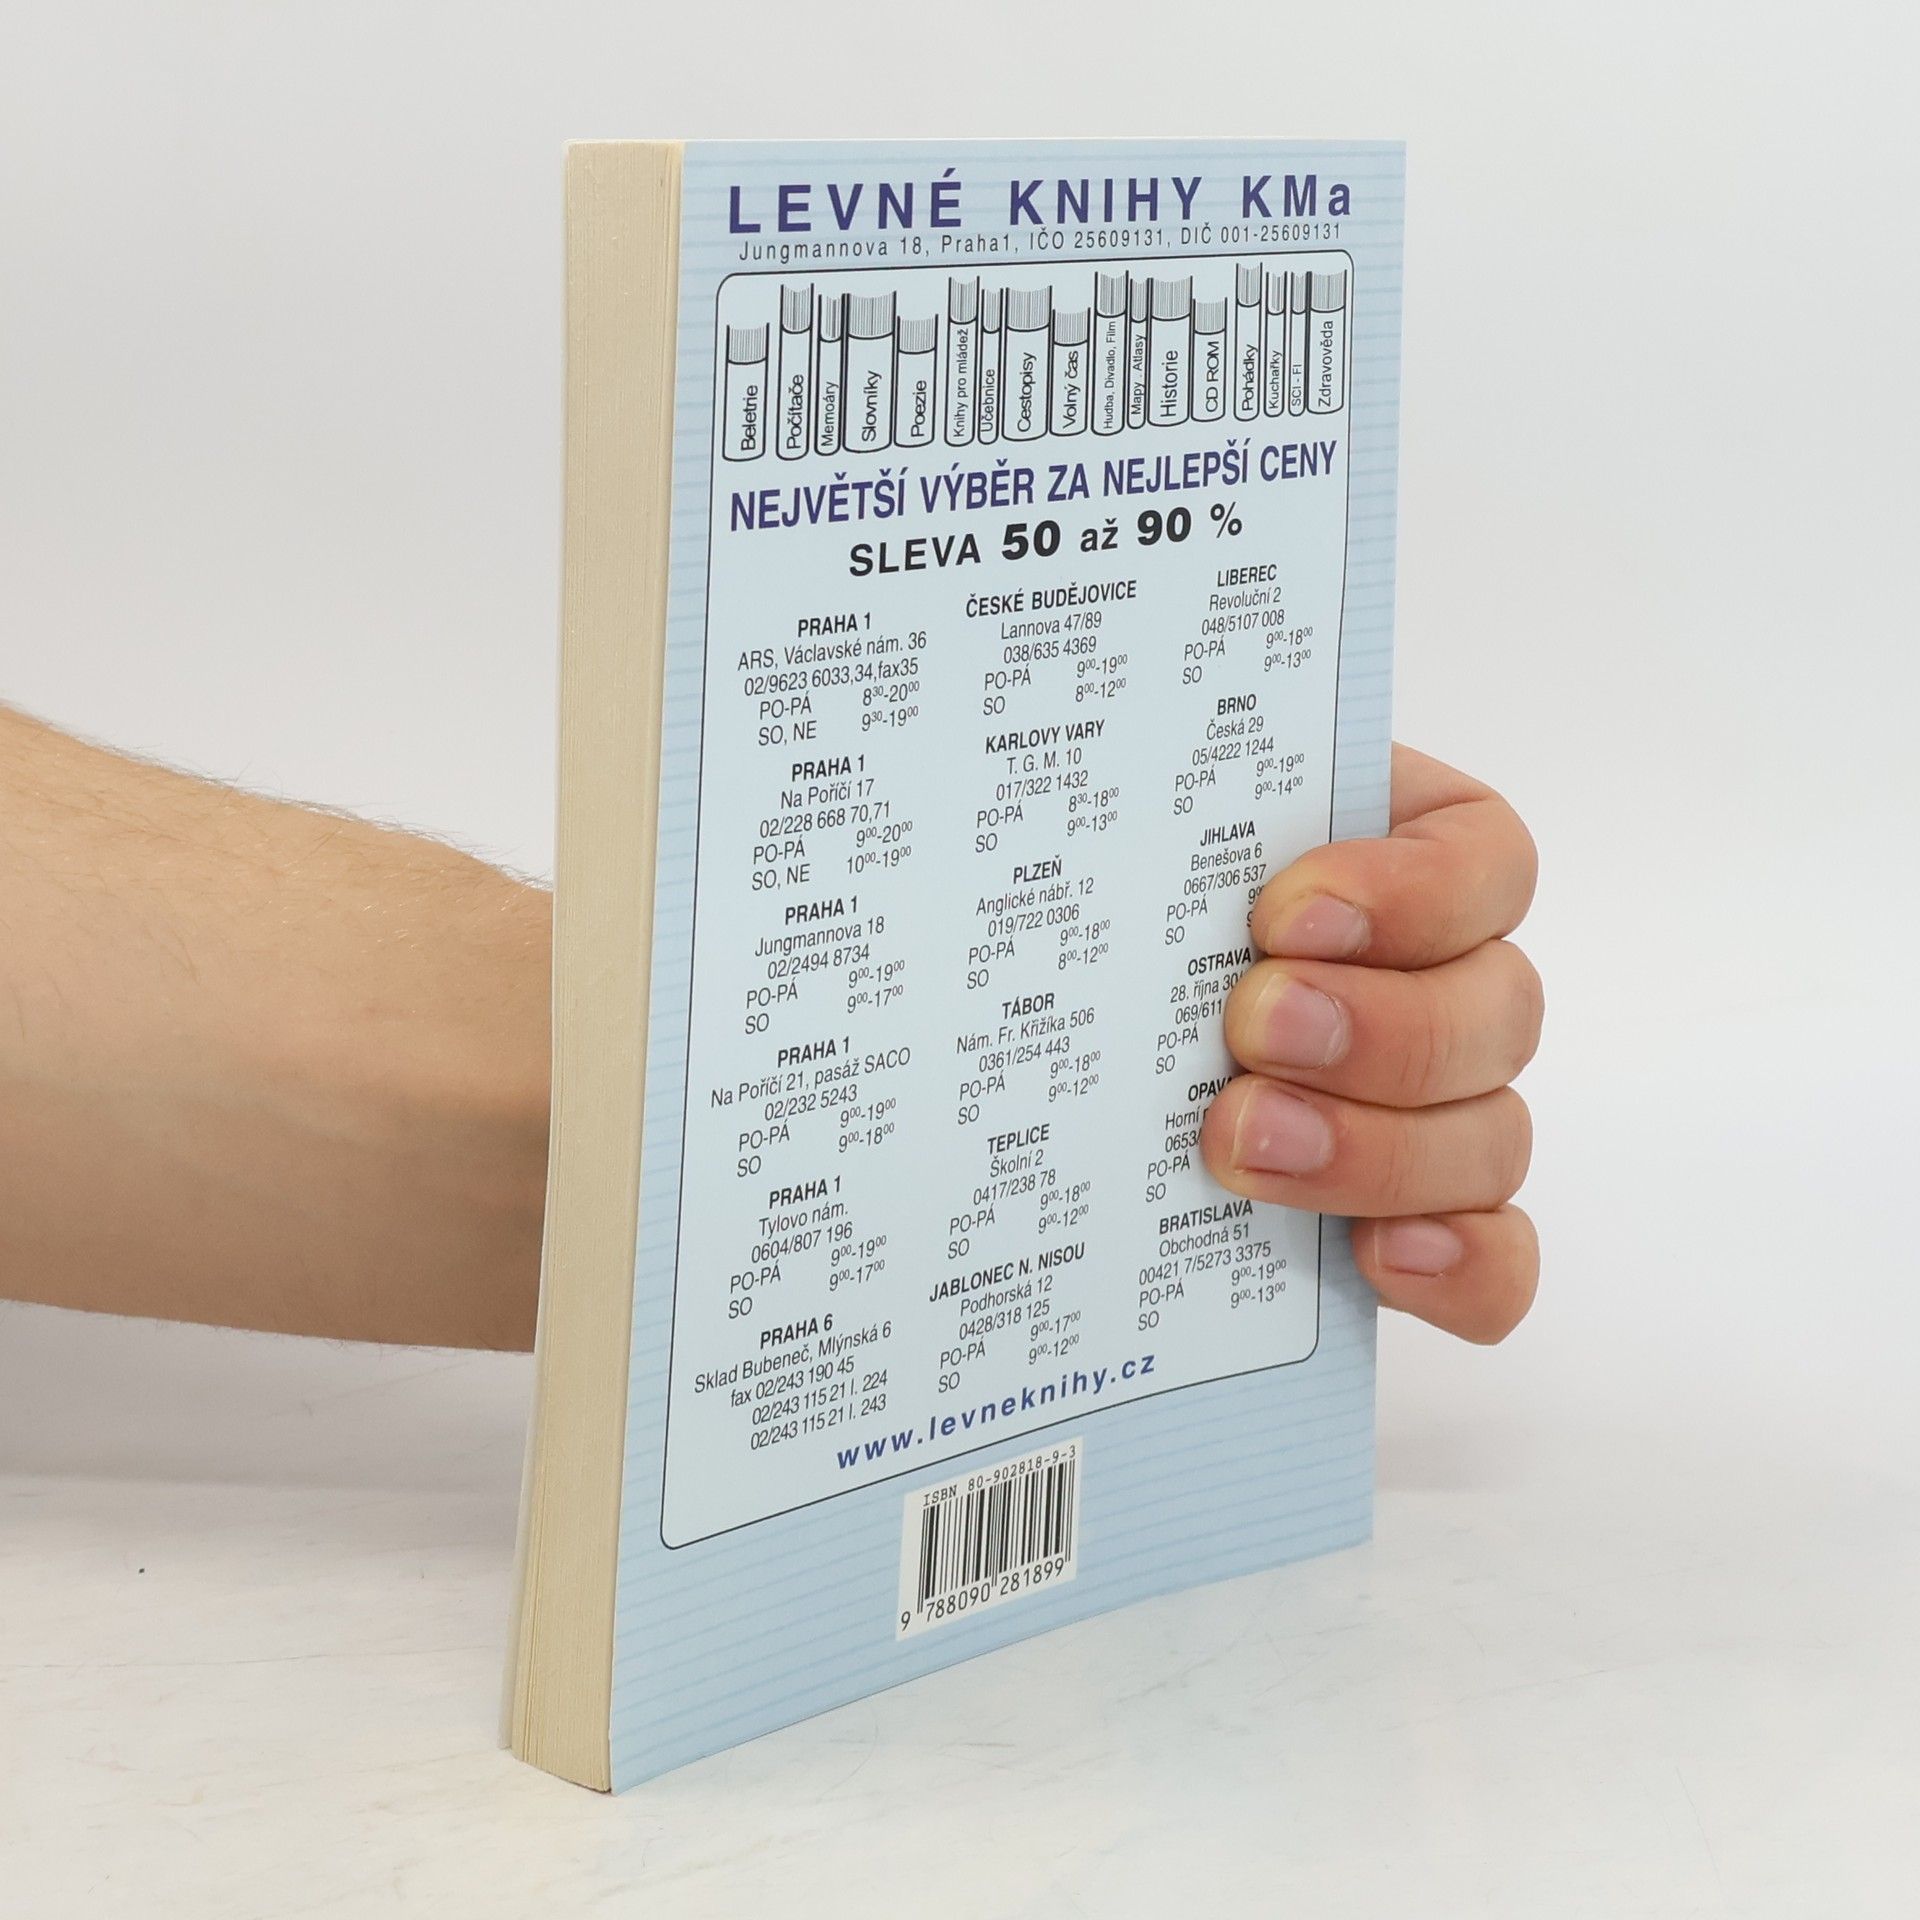 LEVNÉ KNIHY KMa
Jungmannova 18, Praha1, IČO 25609131, DIČ 001-25609131
Beletrie
Počítače
Memoáry
Slovníky
Poezie
Knihy pro mládež
Učebnice
Cestopisy
Volný čas
Hudba, Divadlo, Film
Mapy . Atlasy
Historie
CD ROM
Pohádky
Kuchařky
SCI - FI
Zdravověda
NEJVĚTŠÍ VÝBĚR ZA NEJLEPŠÍ CENY
SLEVA 50 až 90 %
PRAHA 1
ARS, Václavské nám. 36
02/9623 6033,34,fax35
PO-PÁ 8³⁰-20⁰⁰
SO, NE 9³⁰-19⁰⁰
PRAHA 1
Na Poříčí 17
02/228 668 70,71
PO-PÁ 9⁰⁰-20⁰⁰
SO, NE 10⁰⁰-19⁰⁰
PRAHA 1
Jungmannova 18
02/2494 8734
PO-PÁ 9⁰⁰-19⁰⁰
SO 9⁰⁰-17⁰⁰
PRAHA 1
Na Poříčí 21, pasáž SACO
02/232 5243
PO-PÁ 9⁰⁰-19⁰⁰
SO 9⁰⁰-18⁰⁰
PRAHA 1
Tylovo nám.
0604/807 196
PO-PÁ 9⁰⁰-19⁰⁰
SO 9⁰⁰-17⁰⁰
PRAHA 6
Sklad Bubeneč, Mlýnská 6
fax 02/243 190 45
02/243 115 21 l. 224
02/243 115 21 l. 243
ČESKÉ BUDĚJOVICE
Lannova 47/89
038/635 4369
PO-PÁ 9⁰⁰-19⁰⁰
SO 8⁰⁰-12⁰⁰
KARLOVY VARY
T. G. M. 10
017/322 1432
PO-PÁ 8³⁰-18⁰⁰
SO 9⁰⁰-13⁰⁰
PLZEŇ
Anglické nábř. 12
019/722 0306
PO-PÁ 9⁰⁰-18⁰⁰
SO 8⁰⁰-12⁰⁰
TÁBOR
Nám. Fr. Křižíka 506
0361/254 443
PO-PÁ 9⁰⁰-18⁰⁰
SO 9⁰⁰-12⁰⁰
TEPLICE
Školní 2
0417/238 78
PO-PÁ 9⁰⁰-18⁰⁰
SO 9⁰⁰-12⁰⁰
JABLONEC N. NISOU
Podhorská 12
0428/318 125
PO-PÁ 9⁰⁰-17⁰⁰
SO 9⁰⁰-12⁰⁰
LIBEREC
Revoluční 2
048/5107 008
PO-PÁ 9⁰⁰-18⁰⁰
SO 9⁰⁰-13⁰⁰
BRNO
Česká 29
05/4222 1244
PO-PÁ 9⁰⁰-19⁰⁰
SO 9⁰⁰-14⁰⁰
JIHLAVA
Benešova 6
0667/306 537
PO-PÁ
SO
OSTRAVA
28. října
069/611
PO-PÁ
SO
Horní
PO-PÁ
SO
BRATISLAVA
Obchodná 51
00421 7/5273 3375
PO-PÁ 9⁰⁰-19⁰⁰
SO 9⁰⁰-13⁰⁰
www.levneknihy.cz
ISBN 80-902818-9-3
9 788090 281899